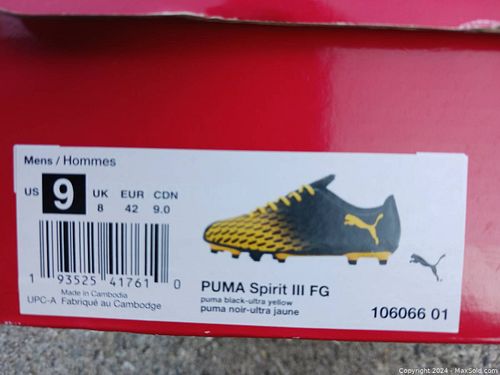 Mens / Hommes
US 9 UK 8 EUR 42 CDN 9.0
1 93525 41761 0
Made in Cambodia
UPC-A Fabriqué au Cambodge
PUMA Spirit III FG
puma black-ultra yellow
puma noir-ultra jaune
106066 01
Copyright 2024 - MaxSold.com